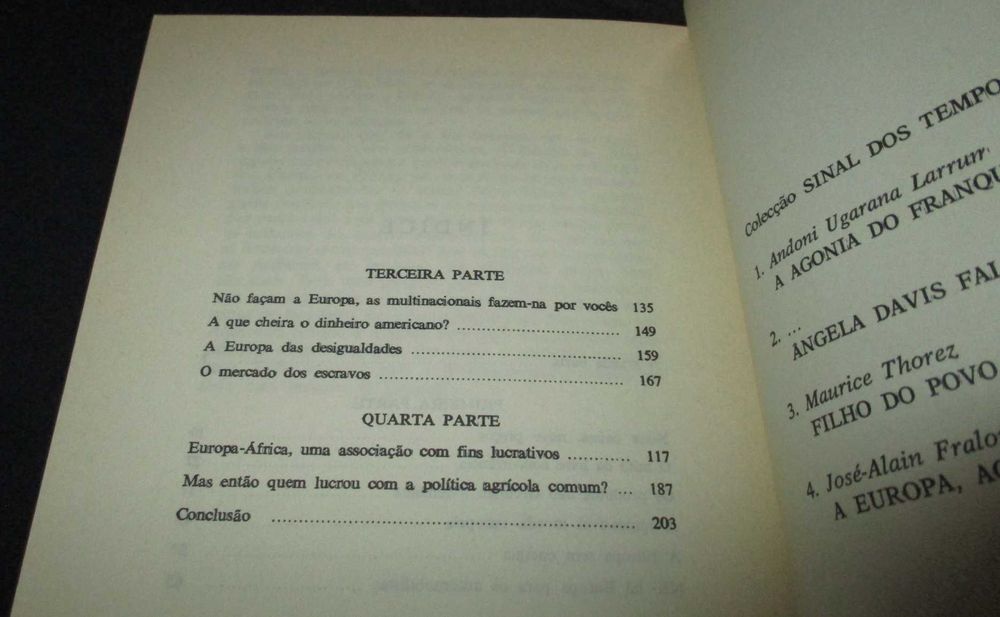 TERCEIRA PARTE
Não façam a Europa, as multinacionais fazem-na por vocês 135
A que cheira o dinheiro americano? ........................................ 149
A Europa das desigualdades ................................................ 159
O mercado dos escravos ..................................................... 167
QUARTA PARTE
Europa-África, uma associação com fins lucrativos ............ 117
Mas então quem lucrou com a política agrícola comum? ... 187
Conclusão ........................................................................ 203
Colecção SINAL DOS TEMPO
1. Andoni Ugarana Larrum
A AGONIA DO FRANQU
2. ...
ÂNGELA DAVIS FAL
3. Maurice Thorez
FILHO DO POVO
4. José-Alain Fralo
A EUROPA, AC
ÍNDICE